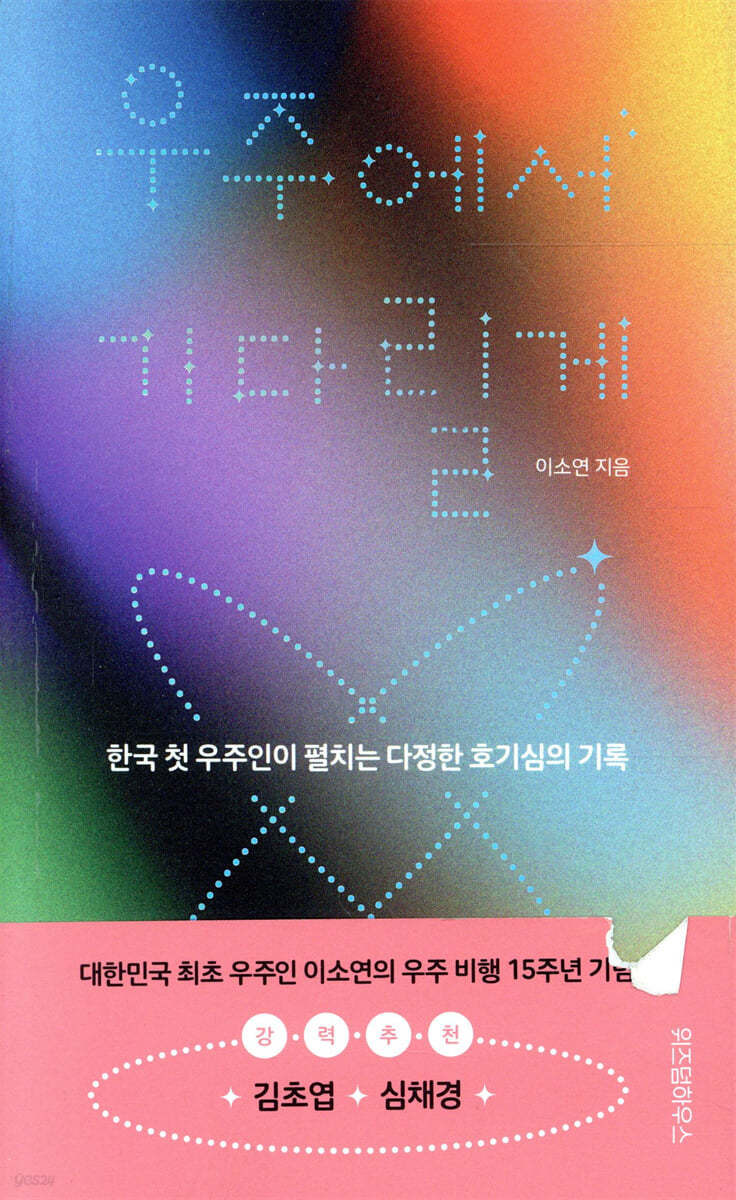 우주에서
기다릴게
이소연 지음
한국 첫 우주인이 펼치는 다정한 호기심의 기록
대한민국 최초 우주인 이소연의 우주 비행 15주년 기념
강·력·추·천
김초엽 심채경
위즈덤하우스
yes24